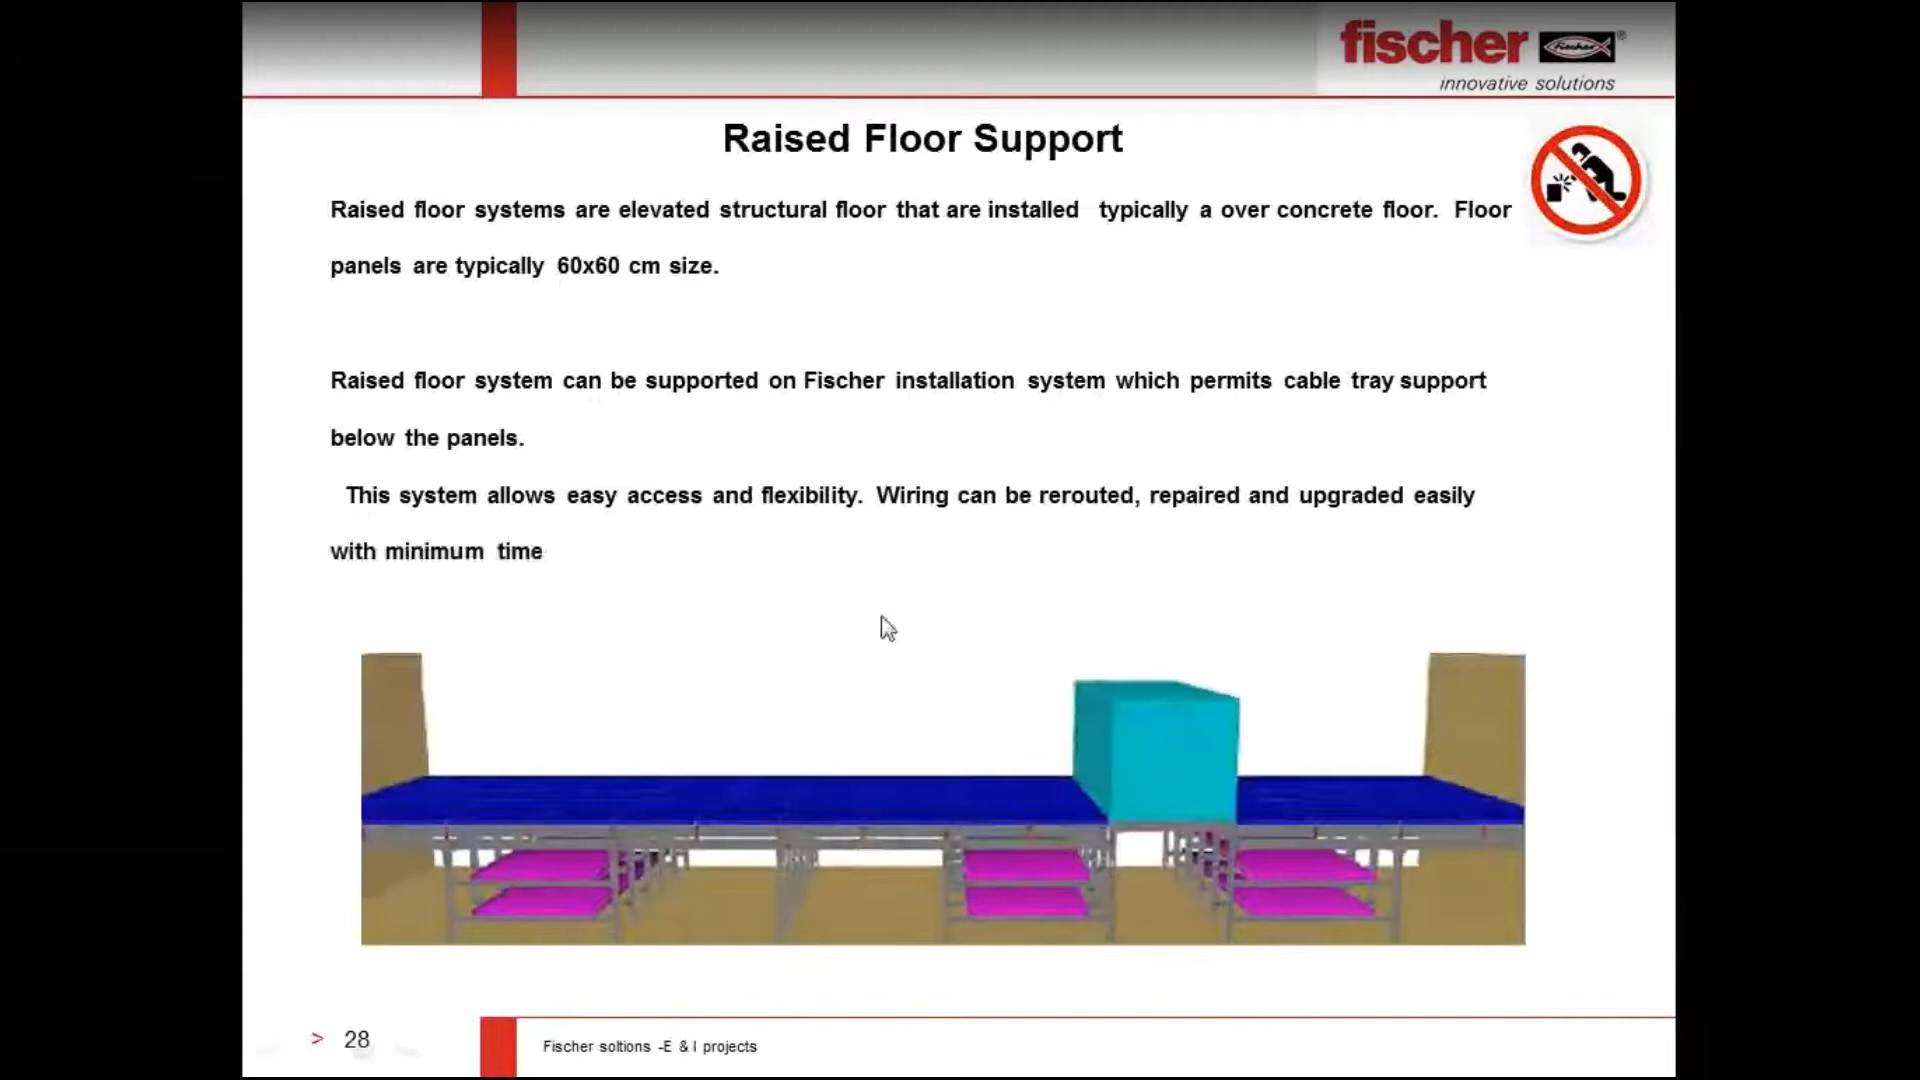 fischer
fischer ®
innovative solutions
Raised Floor Support
Raised floor systems are elevated structural floor that are installed typically a over concrete floor. Floor
panels are typically 60x60 cm size.
Raised floor system can be supported on Fischer installation system which permits cable tray support
below the panels.
This system allows easy access and flexibility. Wiring can be rerouted, repaired and upgraded easily
with minimum time
> 28
Fischer soltions -E & I projects